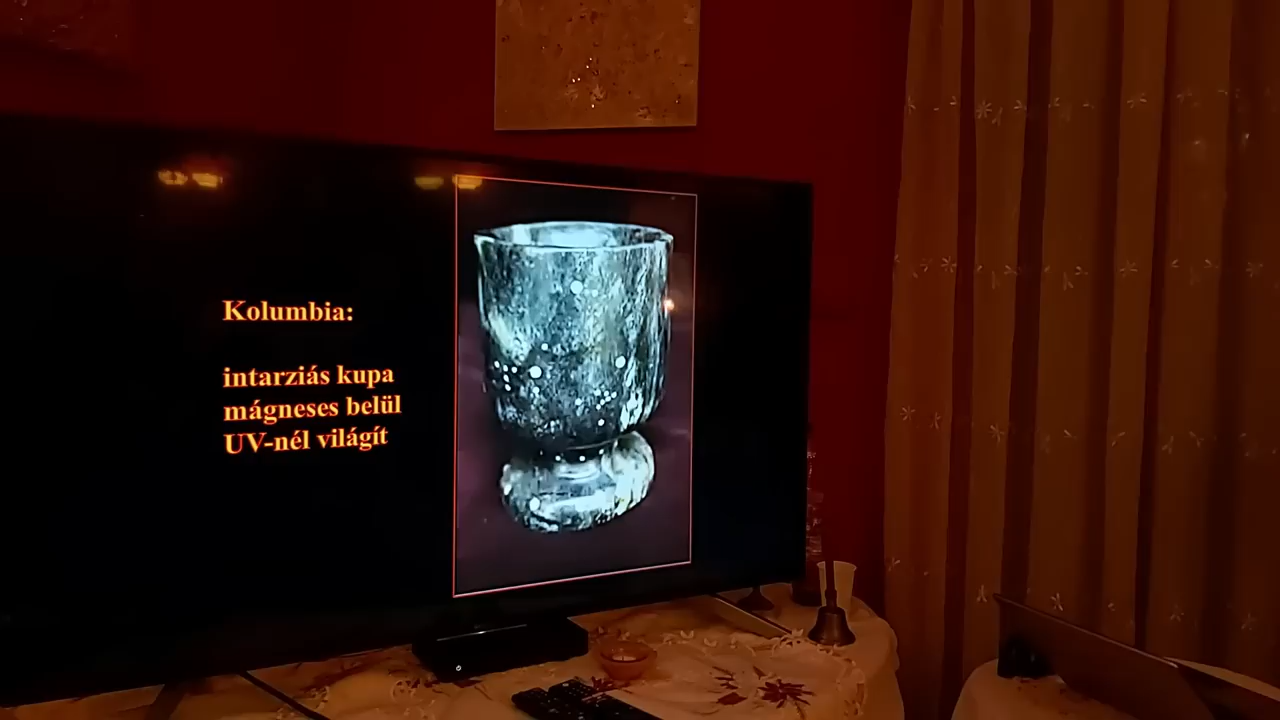 Kolumbia:
intarziás kupa
mágneses belül
UV-nél világít